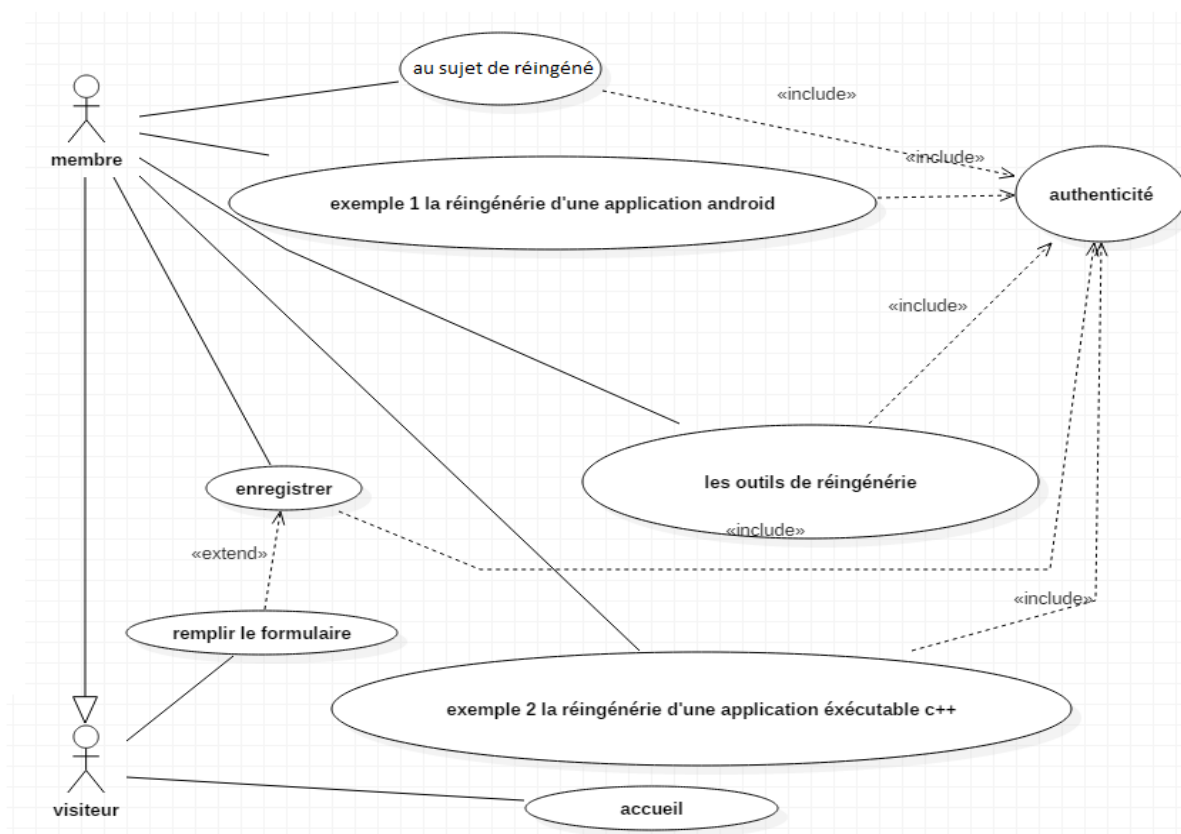 au sujet de réingéné
«include»
membre
«include»
exemple 1 la réingénérie d'une application android
authenticité
«include»
les outils de réingénérie
enregistrer
«include»
«extend»
«include»
remplir le formulaire
exemple 2 la réingénérie d'une application éxécutable c++
visiteur
accueil